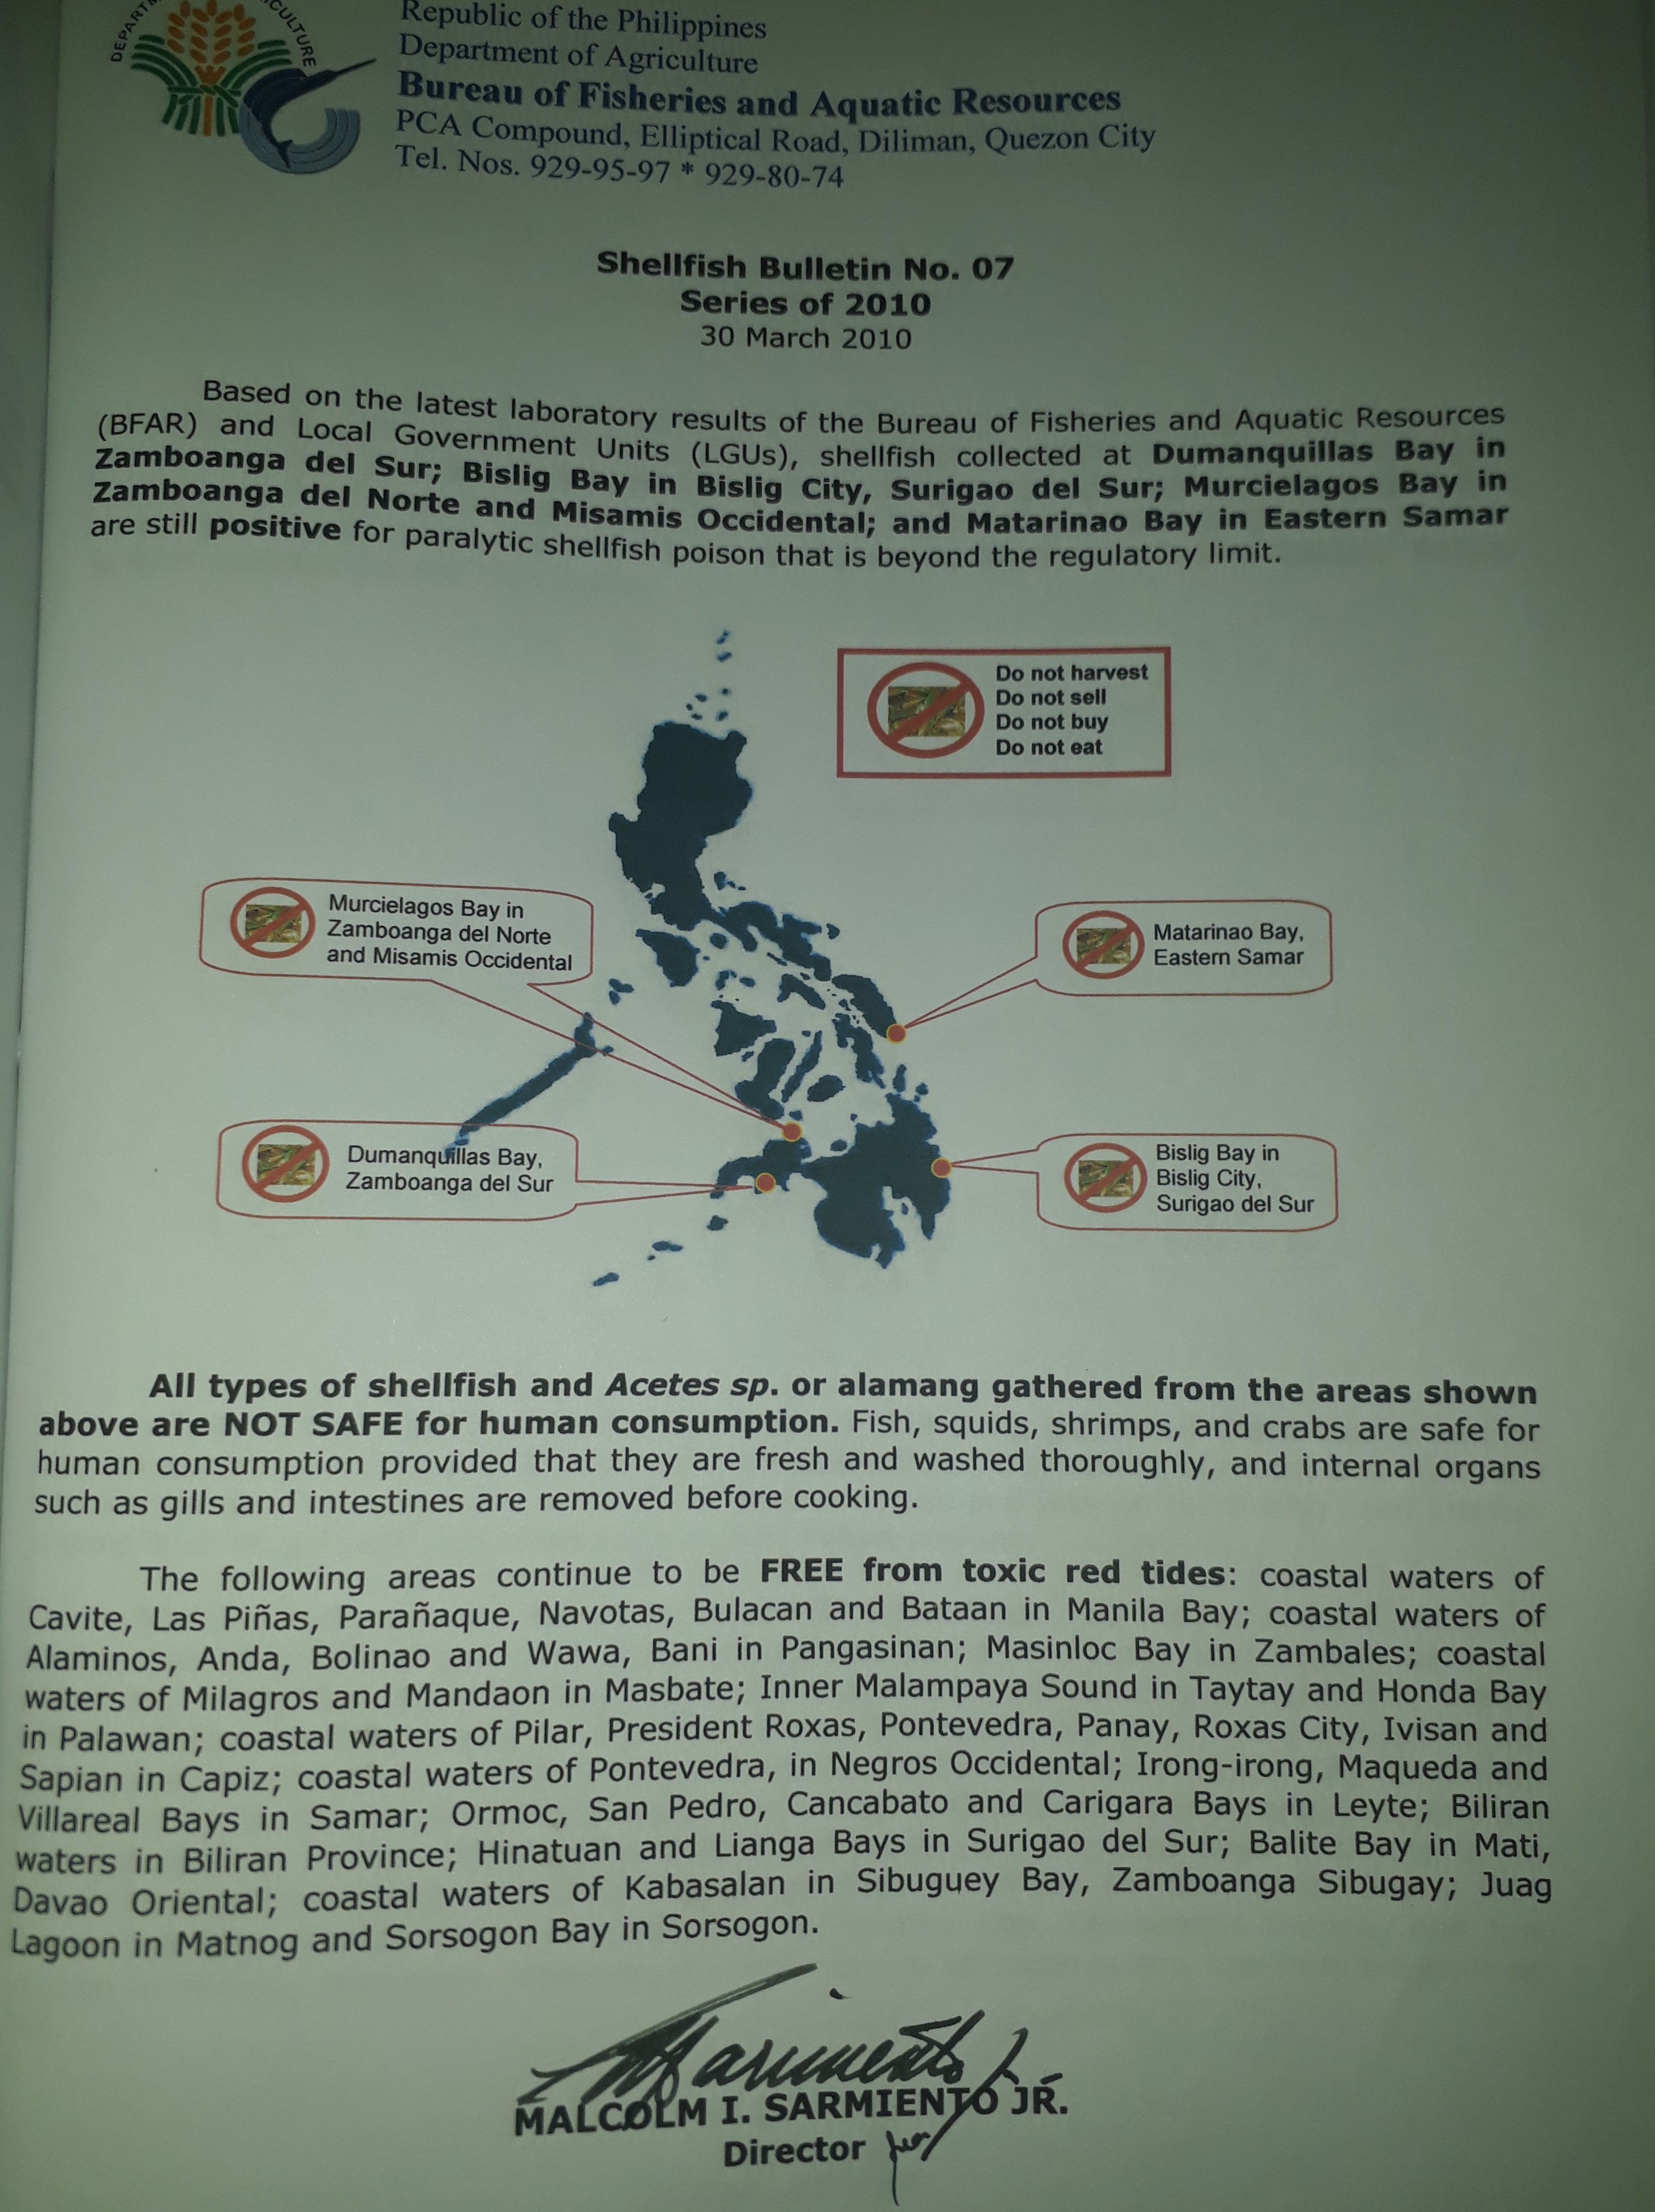 DEPARTM
CULTURE
Republic of the Philippines
Department of Agriculture
Bureau of Fisheries and Aquatic Resources
PCA Compound, Elliptical Road, Diliman, Quezon City
Tel. Nos. 929-95-97 * 929-80-74
Shellfish Bulletin No. 07
Series of 2010
30 March 2010
Based on the latest laboratory results of the Bureau of Fisheries and Aquatic Resources
(BFAR) and Local Government Units (LGUs), shellfish collected at Dumanquillas Bay in
Zamboanga del Sur; Bislig Bay in Bislig City, Surigao del Sur; Murcielagos Bay in
Zamboanga del Norte and Misamis Occidental; and Matarinao Bay in Eastern Samar
are still positive for paralytic shellfish poison that is beyond the regulatory limit.
Do not harvest
Do not sell
Do not buy
Do not eat
Murcielagos Bay in
Zamboanga del Norte
and Misamis Occidental
Matarinao Bay,
Eastern Samar
Dumanquillas Bay,
Zamboanga del Sur
Bislig Bay in
Bislig City,
Surigao del Sur
All types of shellfish and Acetes sp. or alamang gathered from the areas shown
above are NOT SAFE for human consumption. Fish, squids, shrimps, and crabs are safe for
human consumption provided that they are fresh and washed thoroughly, and internal organs
such as gills and intestines are removed before cooking.
The following areas continue to be FREE from toxic red tides: coastal waters of
Cavite, Las Piñas, Parañaque, Navotas, Bulacan and Bataan in Manila Bay; coastal waters of
Alaminos, Anda, Bolinao and Wawa, Bani in Pangasinan; Masinloc Bay in Zambales; coastal
waters of Milagros and Mandaon in Masbate; Inner Malampaya Sound in Taytay and Honda Bay
in Palawan; coastal waters of Pilar, President Roxas, Pontevedra, Panay, Roxas City, Ivisan and
Sapian in Capiz; coastal waters of Pontevedra, in Negros Occidental; Irong-irong, Maqueda and
Villareal Bays in Samar; Ormoc, San Pedro, Cancabato and Carigara Bays in Leyte; Biliran
waters in Biliran Province; Hinatuan and Lianga Bays in Surigao del Sur; Balite Bay in Mati,
Davao Oriental; coastal waters of Kabasalan in Sibuguey Bay, Zamboanga Sibugay; Juag
Lagoon in Matnog and Sorsogon Bay in Sorsogon.
MALCOLM I. SARMIENTO JR.
Director